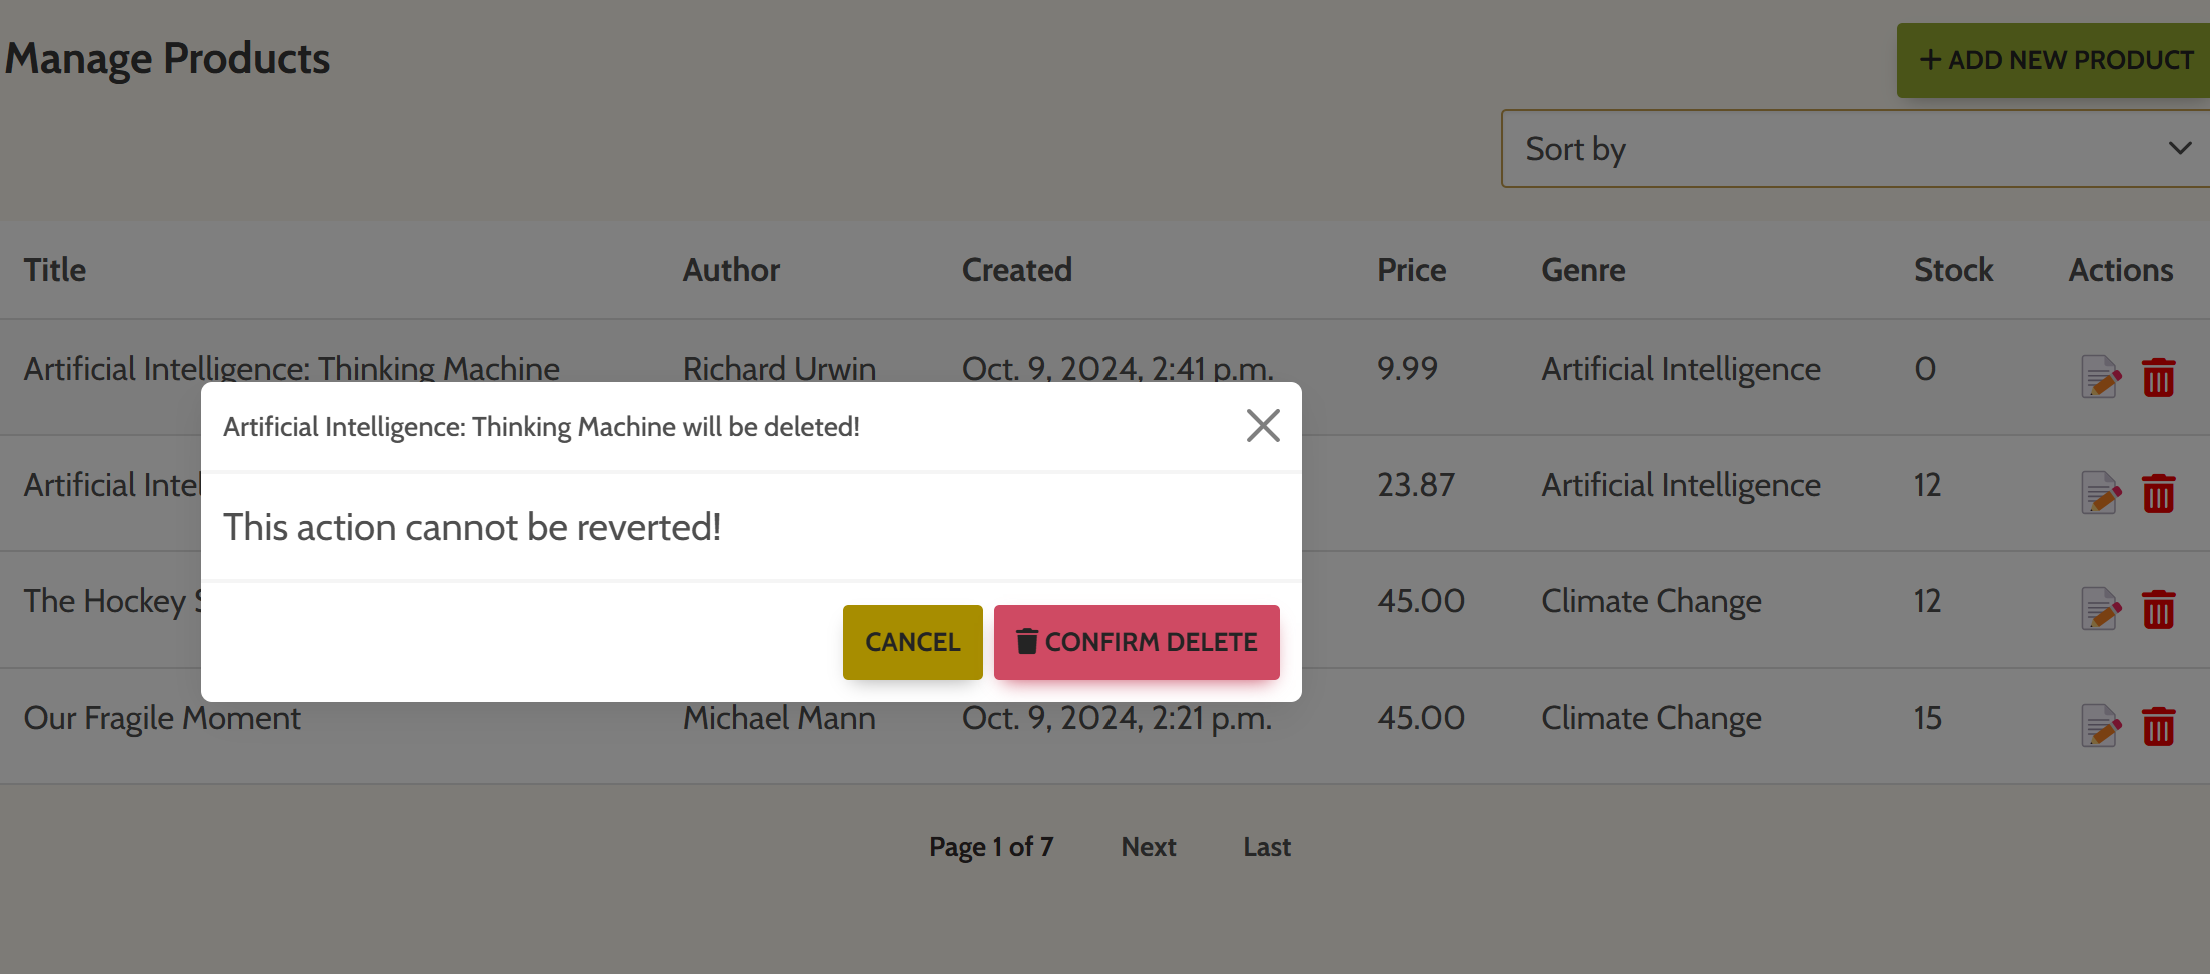 Manage Products
+ ADD NEW PRODUCT
Sort by
Title Author Created Price Genre Stock Actions
Artificial Intelligence: Thinking Machine Richard Urwin Oct. 9, 2024, 2:41 p.m. 9.99 Artificial Intelligence 0
Artificial Intelligence: Thinking Machine will be deleted!
Artificial 23.87 Artificial Intelligence 12
This action cannot be reverted!
The Hockey 45.00 Climate Change 12
CANCEL CONFIRM DELETE
Our Fragile Moment Michael Mann Oct. 9, 2024, 2:21 p.m. 45.00 Climate Change 15
Page 1 of 7 Next Last